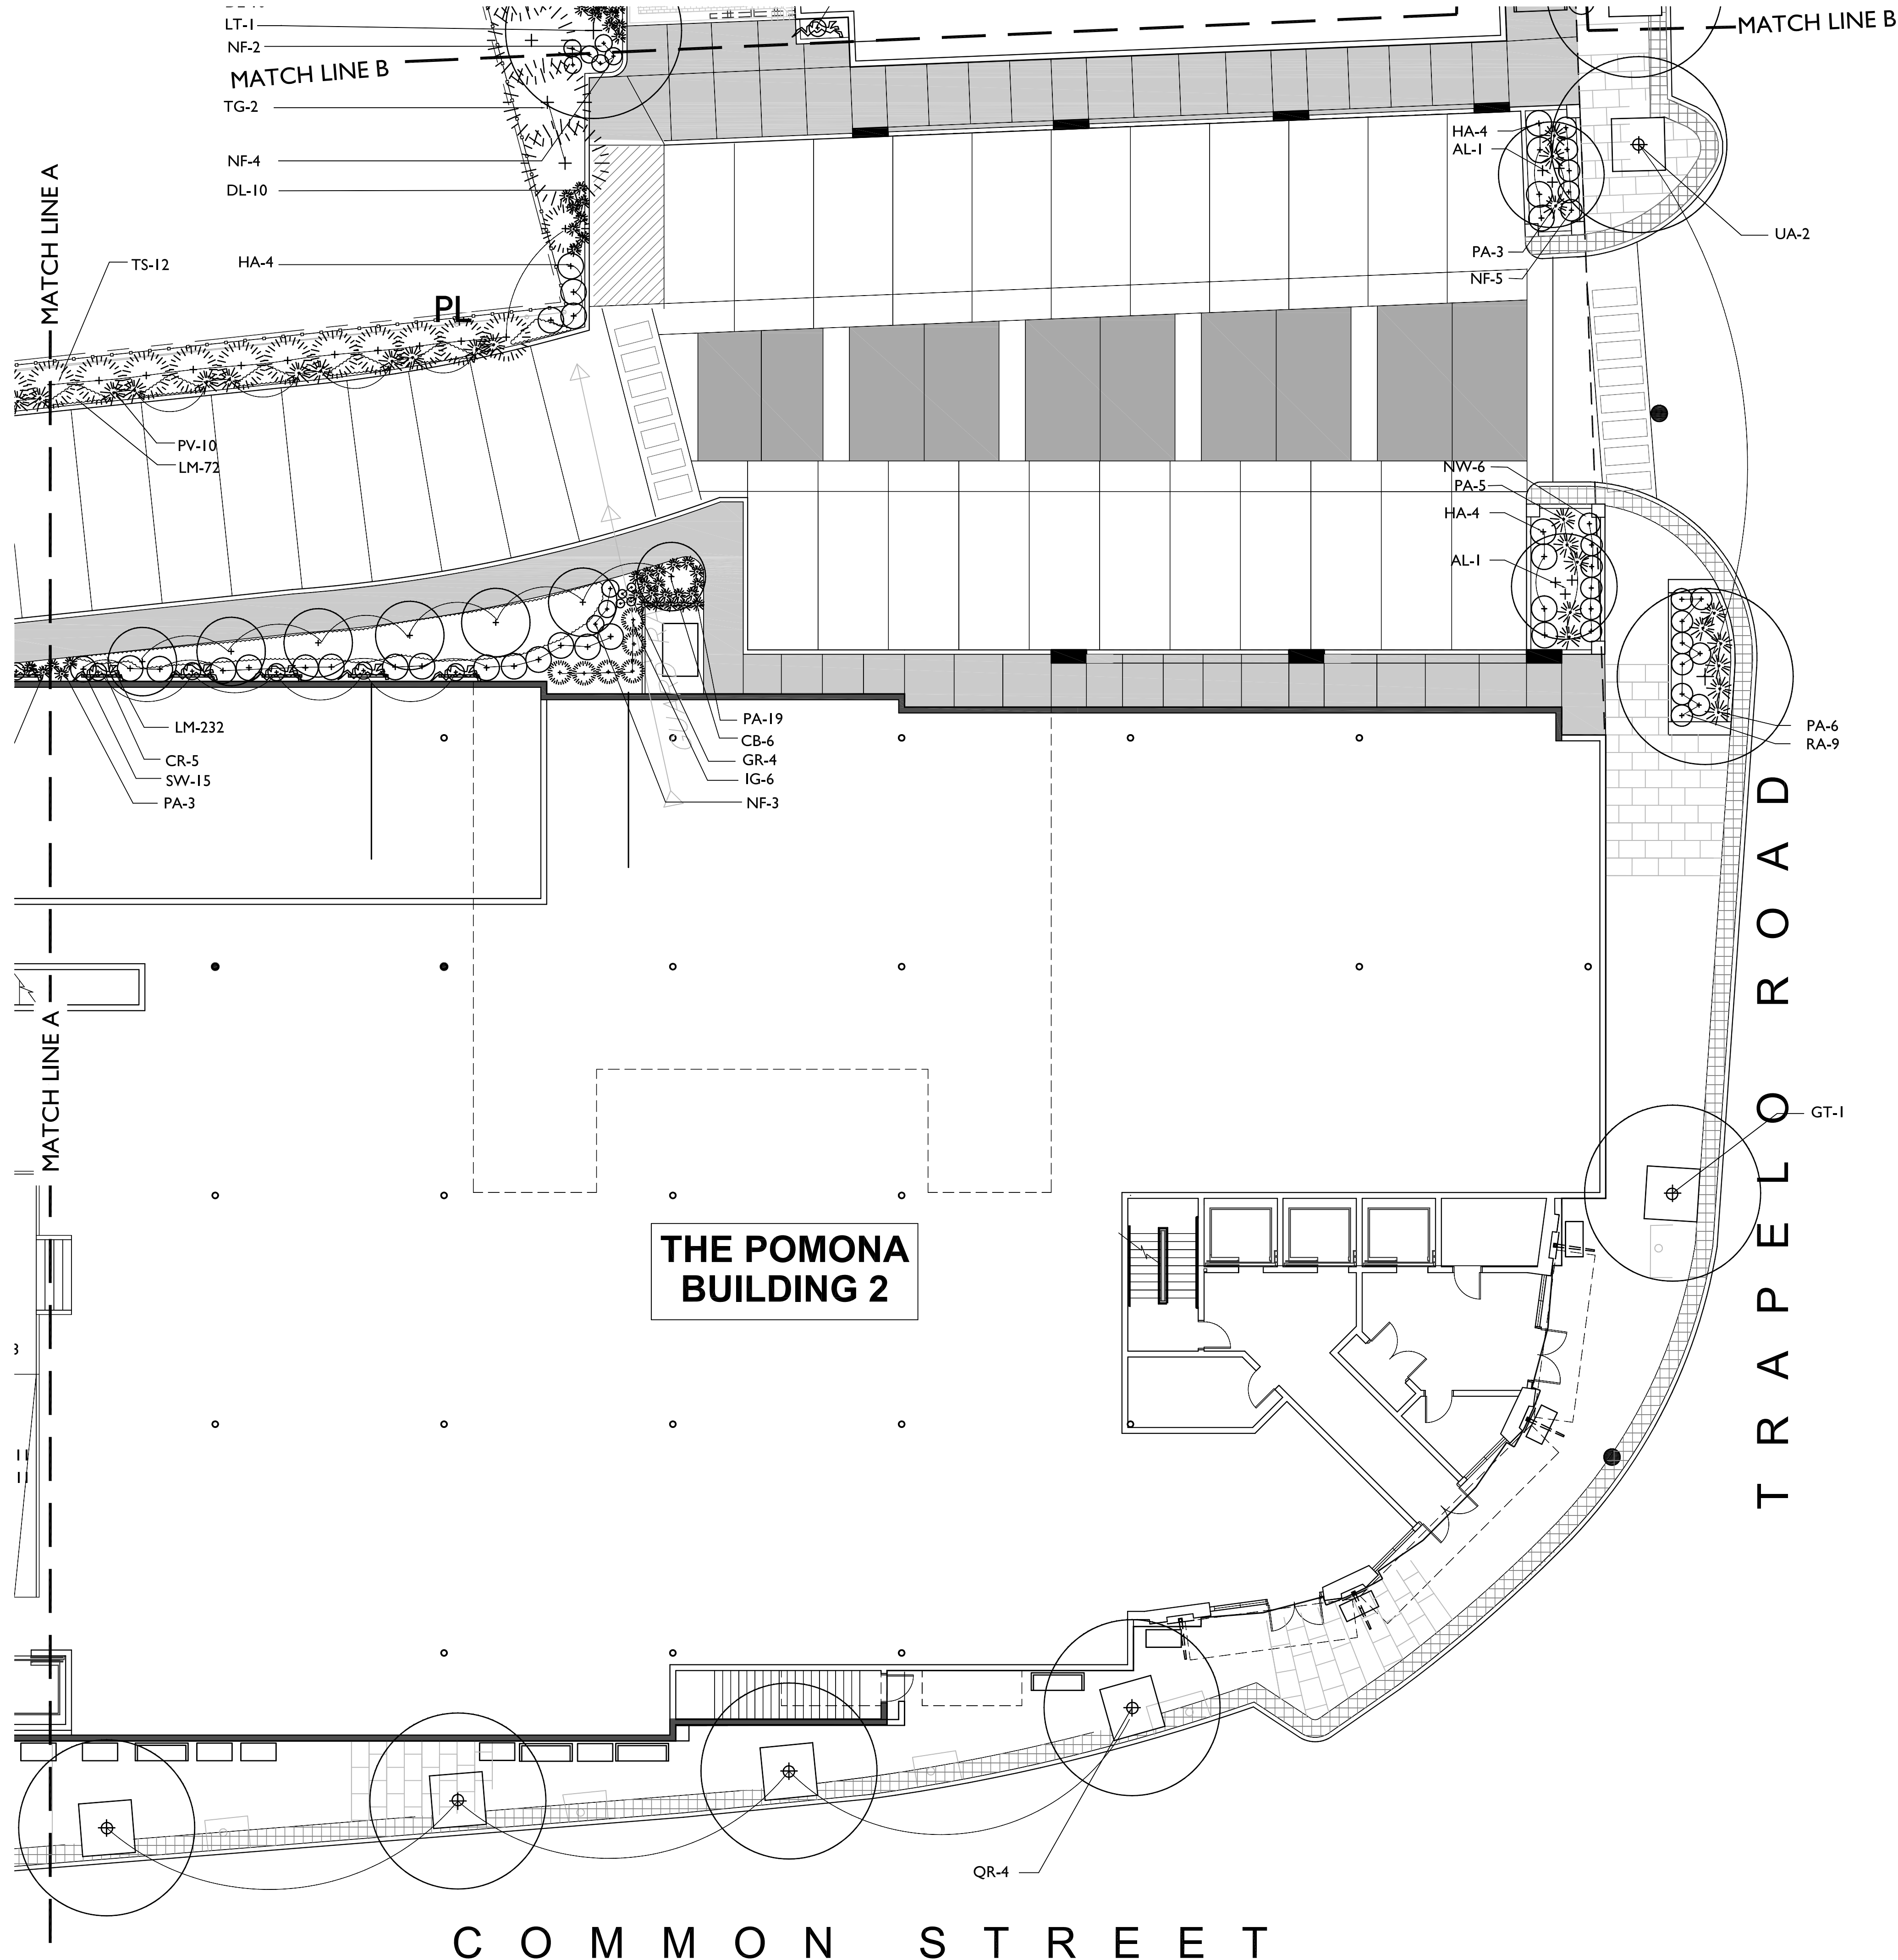 LT-1
NF-2
MATCH LINE B
MATCH LINE B
TG-2
NF-4
DL-10
HA-4
MATCH LINE A
TS-12
PL
PV-10
LM-72
HA-4
AL-1
PA-3
NF-5
UA-2
NW-6
PA-5
HA-4
AL-1
LM-232
CR-5
SW-15
PA-3
PA-19
CB-6
GR-4
IG-6
NF-3
PA-6
RA-9
MATCH LINE A
GT-1
THE POMONA
BUILDING 2
TRAPELO ROAD
QR-4
COMMON STREET